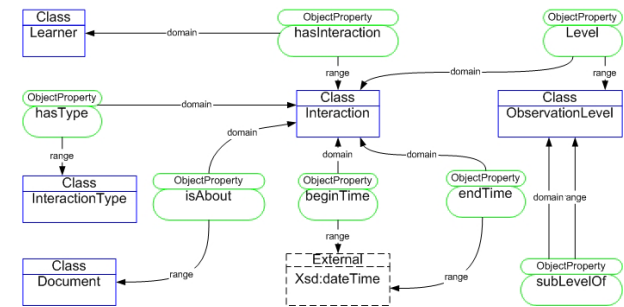 Class
Learner
domain
ObjectProperty
hasInteraction
ObjectProperty
Level
range
domain
range
ObjectProperty
hasType
domain
Class
Interaction
Class
ObservationLevel
range
domain
domain
domain
Class
InteractionType
ObjectProperty
isAbout
ObjectProperty
beginTime
ObjectProperty
endTime
domain
ange
range
External
Xsd:dateTime
Class
Document
range
range
ObjectProperty
subLevelOf